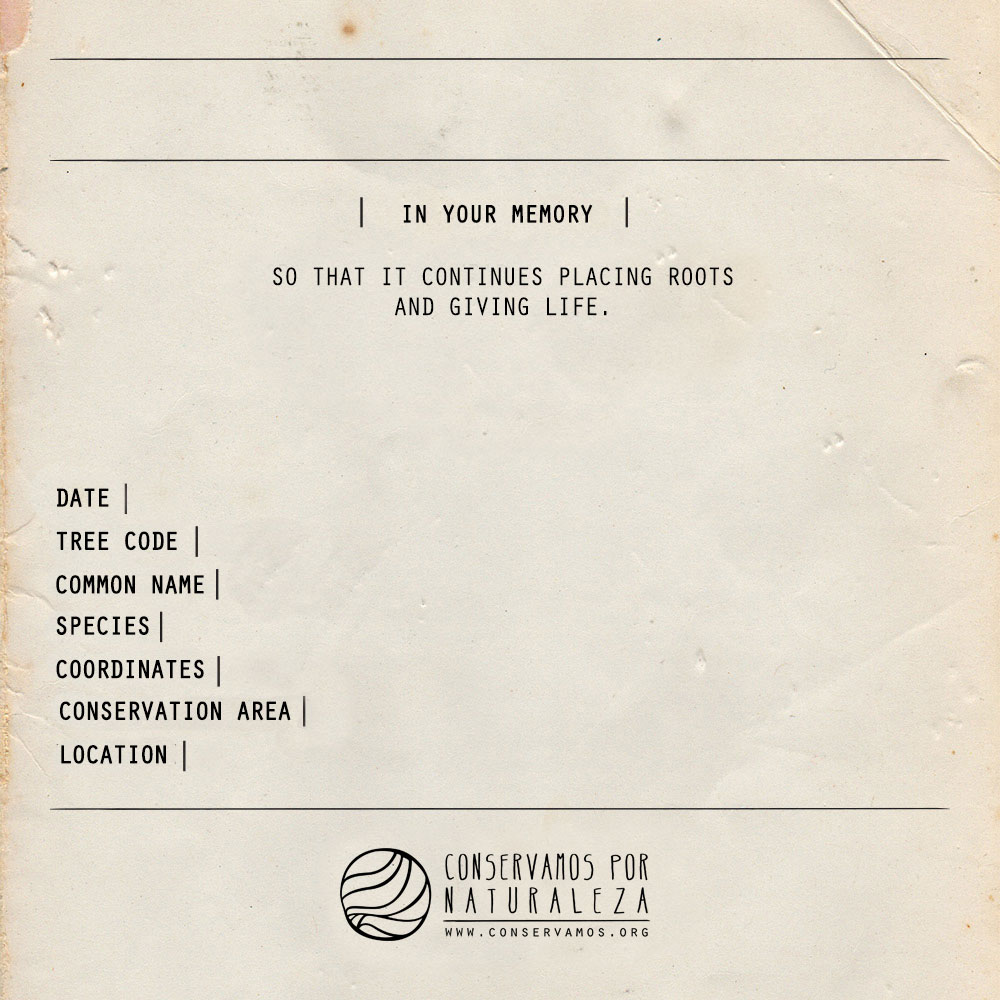 | IN YOUR MEMORY |
SO THAT IT CONTINUES PLACING ROOTS
AND GIVING LIFE.
DATE |
TREE CODE |
COMMON NAME |
SPECIES |
COORDINATES |
CONSERVATION AREA |
LOCATION |
CONSERVAMOS POR
NATURALEZA
WWW.CONSERVAMOS.ORG